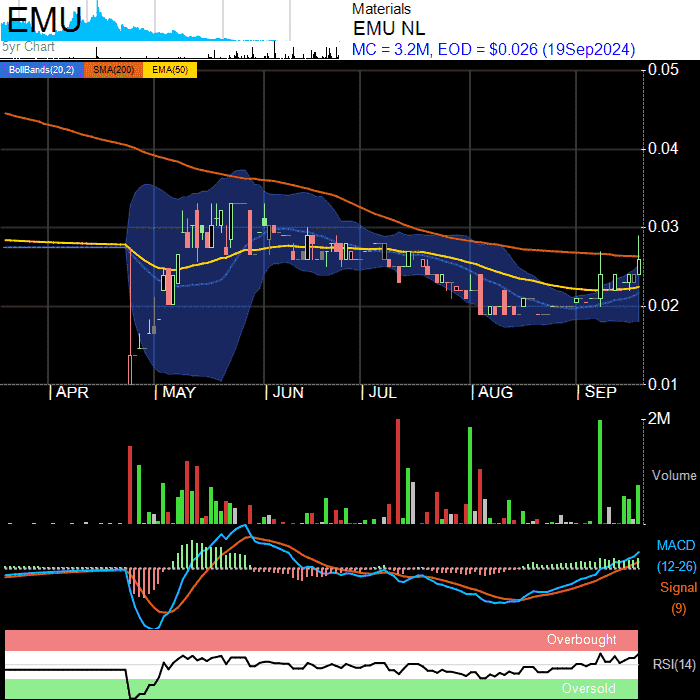 EMU
5yr Chart
Materials
EMU NL
MC = 3.2M, EOD = $0.026 (19Sep2024)
BollBands(20,2) SMA(200) EMA(50)
0.05
0.04
0.03
0.02
0.01
APR MAY JUN JUL AUG SEP
2M
Volume
MACD
(12-26)
Signal
(9)
Overbought
RSI(14)
Oversold